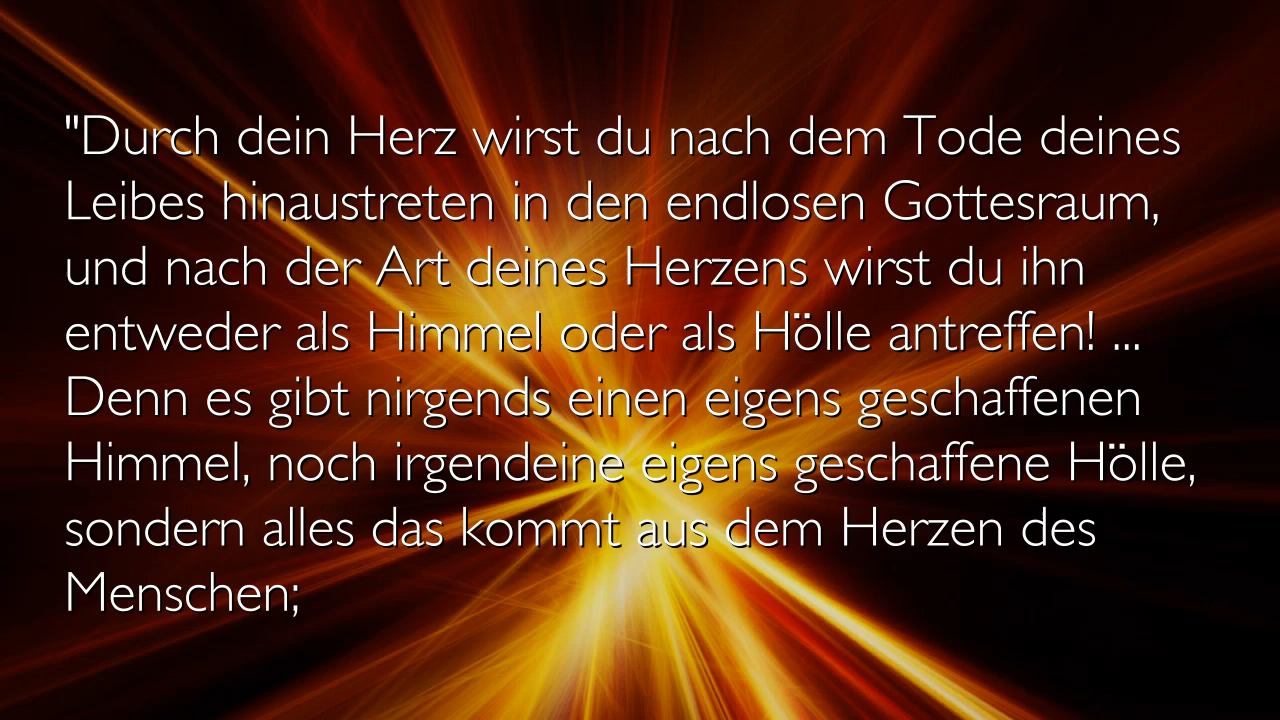 "Durch dein Herz wirst du nach dem Tode deines
Leibes hinaustreten in den endlosen Gottesraum,
und nach der Art deines Herzens wirst du ihn
entweder als Himmel oder als Hölle antreffen! ...
Denn es gibt nirgends einen eigens geschaffenen
Himmel, noch irgendeine eigens geschaffene Hölle,
sondern alles das kommt aus dem Herzen des
Menschen;